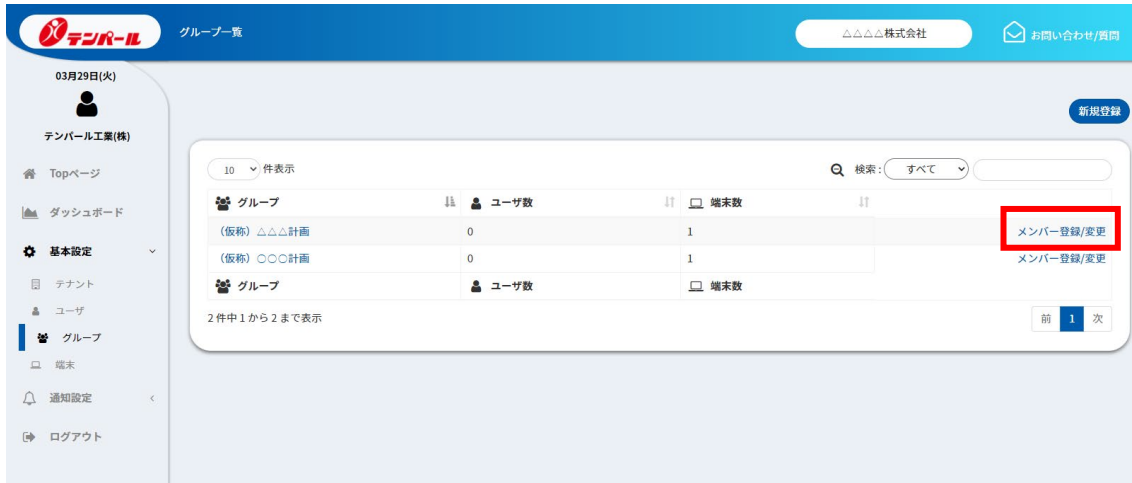 テンパール
グループ一覧
△△△△株式会社
お問い合わせ/質問
03月29日(火)
テンパール工業(株)
Topページ
ダッシュボード
基本設定
テナント
ユーザ
グループ
端末
通知設定
ログアウト
新規登録
10 件表示
検索: すべて
グループ ユーザ数 端末数
(仮称) △△△計画 0 1 メンバー登録/変更
(仮称) ○○○計画 0 1 メンバー登録/変更
グループ ユーザ数 端末数
2 件中 1 から 2 まで表示
前 1 次